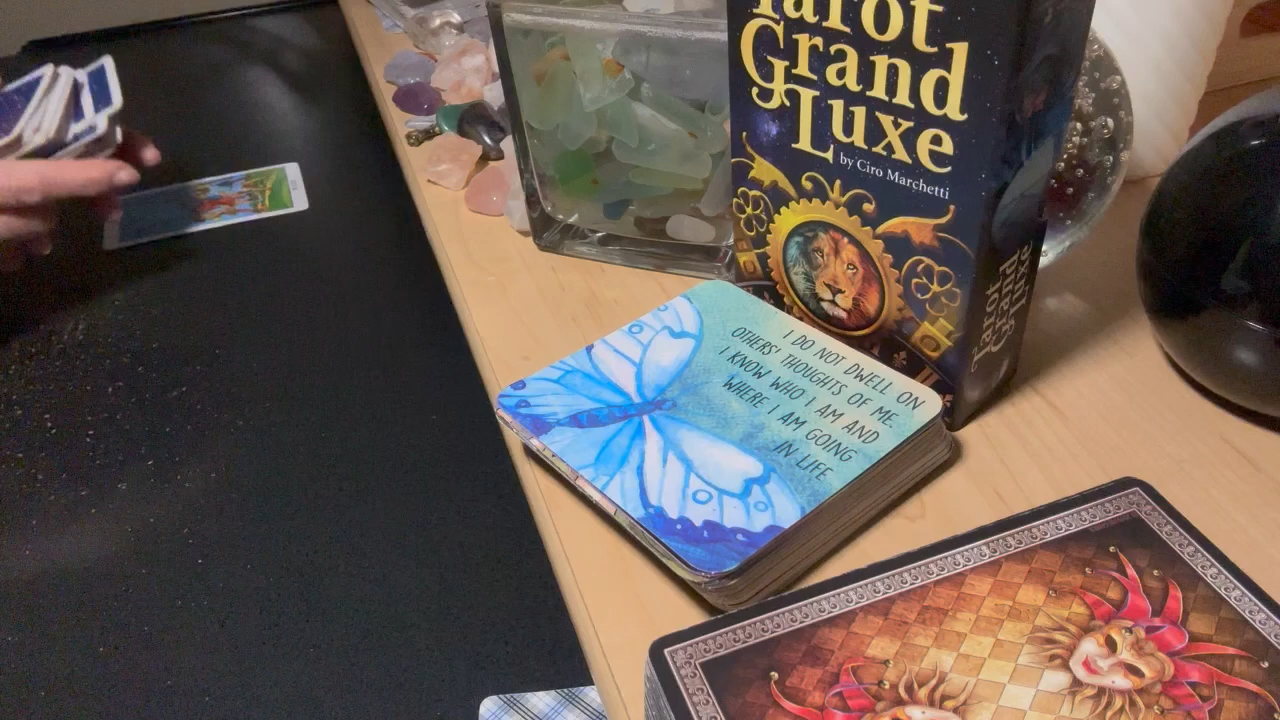 Tarot
Grand
Luxe
by Ciro Marchetti
Tarot
Grand
Luxe
I DO NOT DWELL ON
OTHERS' THOUGHTS OF ME.
I KNOW WHO I AM AND
WHERE I AM GOING
IN LIFE